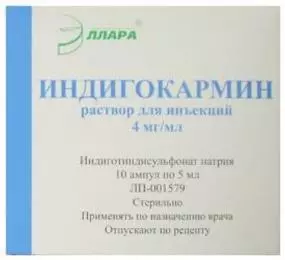 ЭЛЛАРА
ИНДИГОКАРМИН
раствор для инъекций
4 мг/мл
Индиготиндисульфонат натрия
10 ампул по 5 мл
ЛП-001579
Стерильно
Применять по назначению врача
Отпускают по рецепту